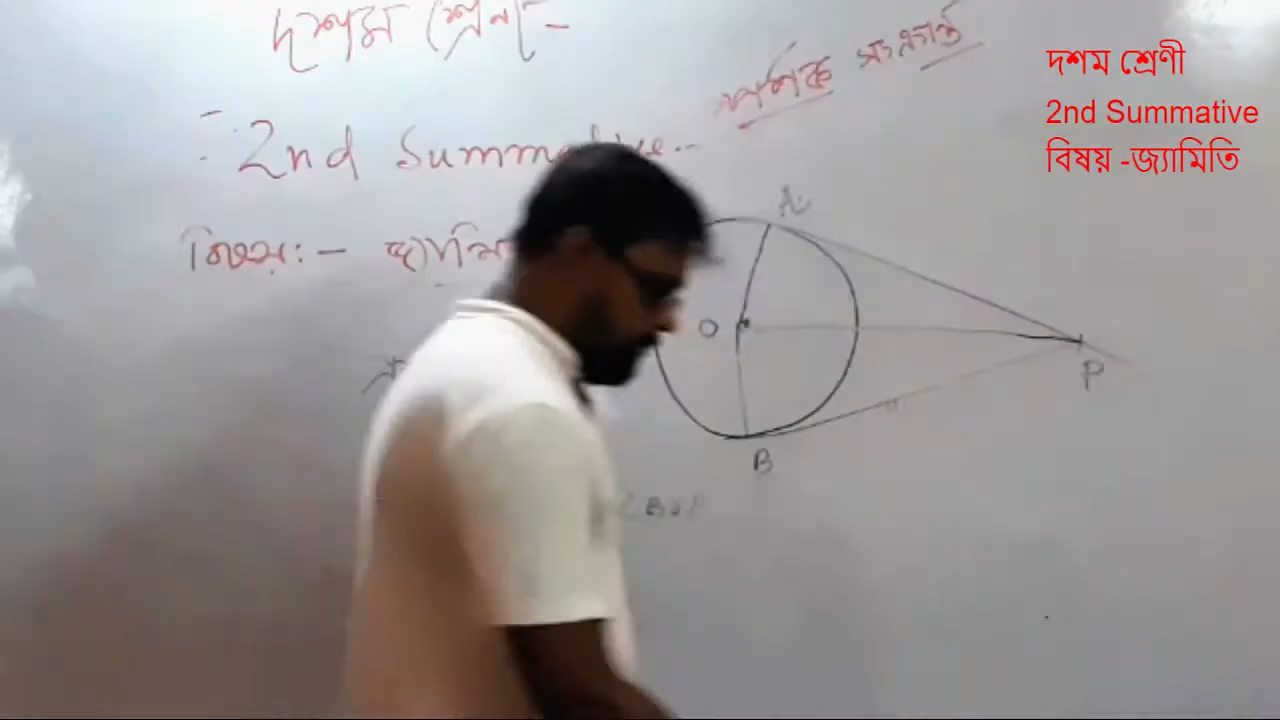 দশম শ্রেণী
2nd Summative
বিষয় -জ্যামিতি
দশম শ্রেণী-
2nd Summative..
বিষয়:-
সংক্রান্ত
A
O
P
B